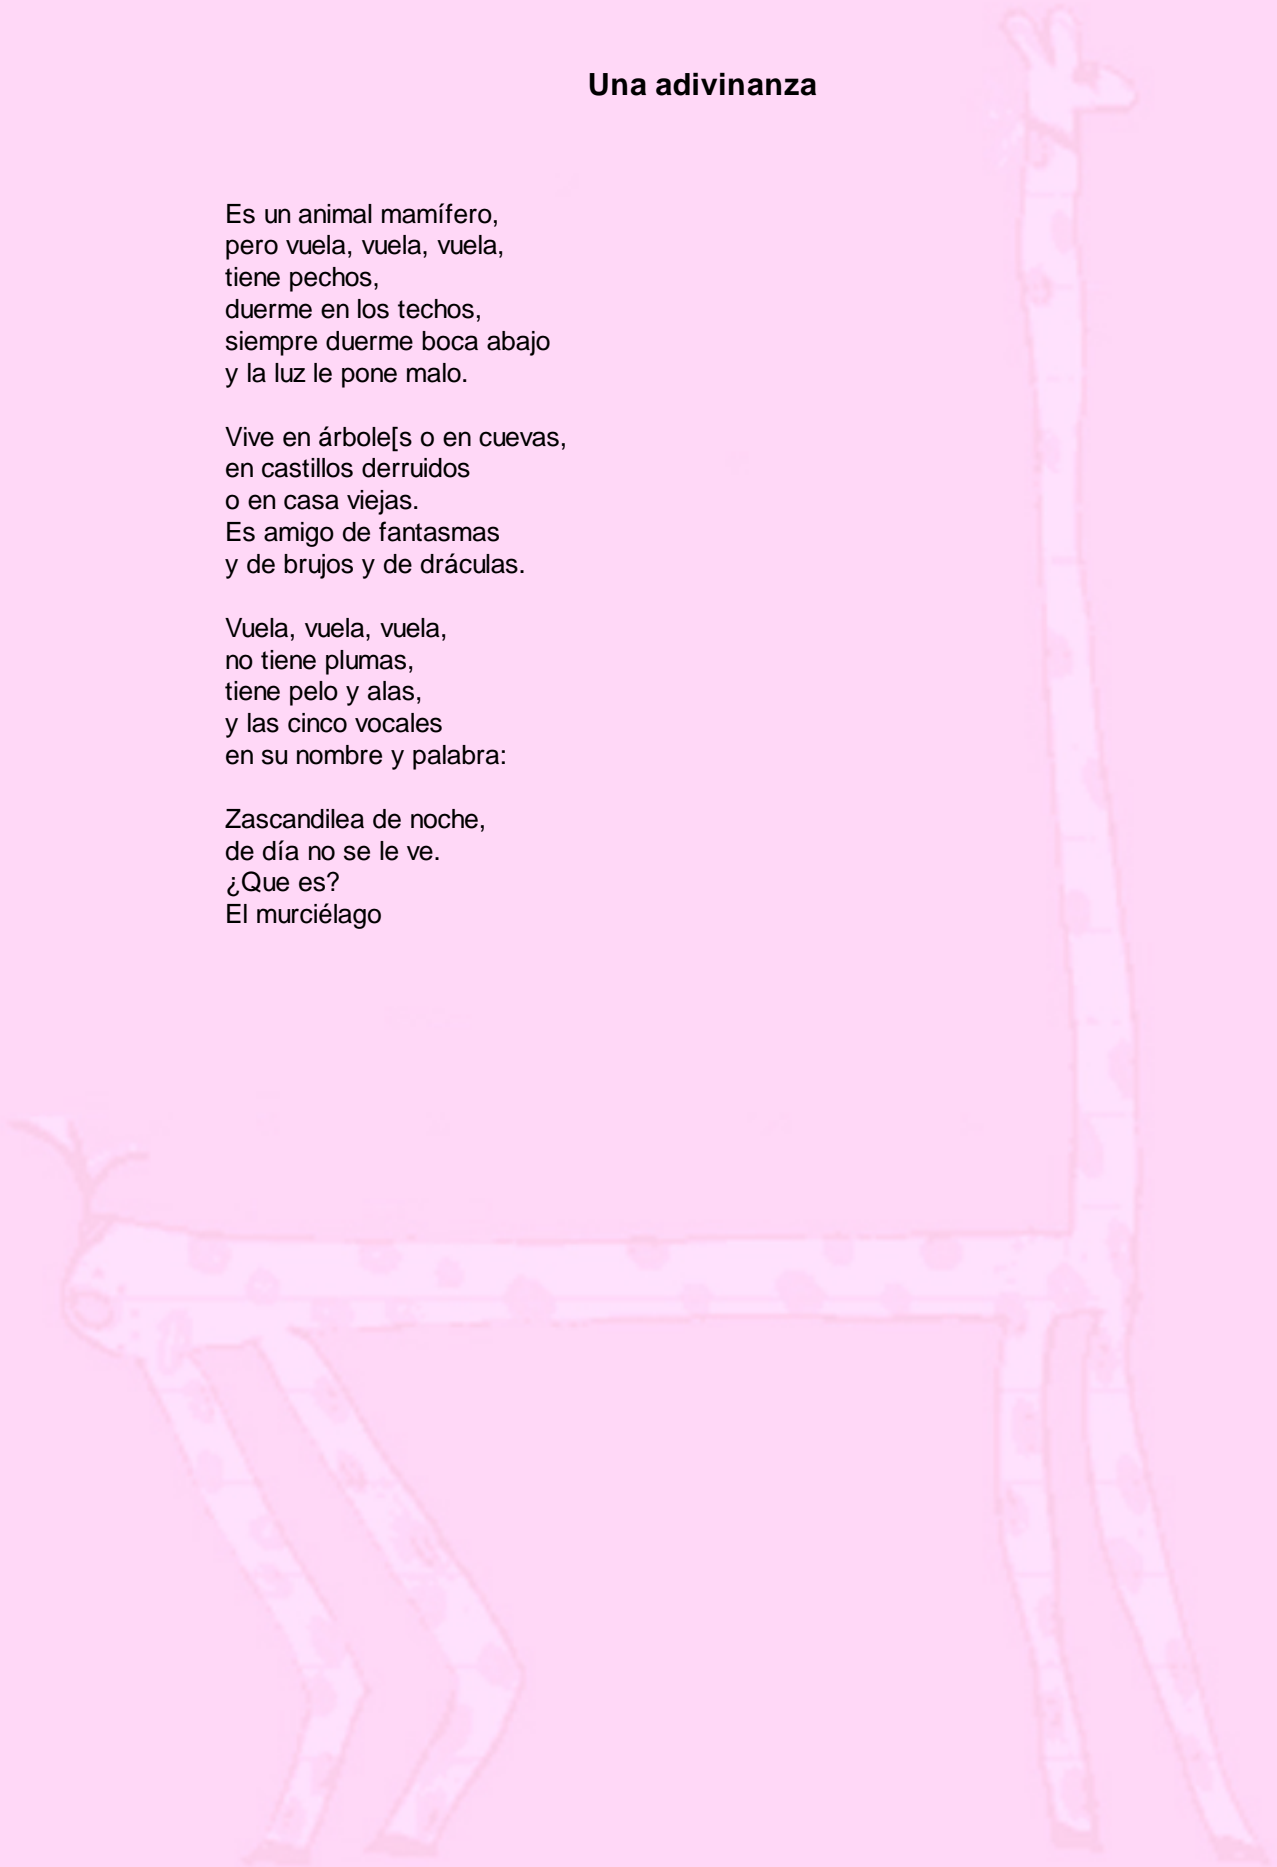 Una adivinanza
Es un animal mamífero,
pero vuela, vuela, vuela,
tiene pechos,
duerme en los techos,
siempre duerme boca abajo
y la luz le pone malo.
Vive en árbole[s o en cuevas,
en castillos derruidos
o en casa viejas.
Es amigo de fantasmas
y de brujos y de dráculas.
Vuela, vuela, vuela,
no tiene plumas,
tiene pelo y alas,
y las cinco vocales
en su nombre y palabra:
Zascandilea de noche,
de día no se le ve.
¿Que es?
El murciélago